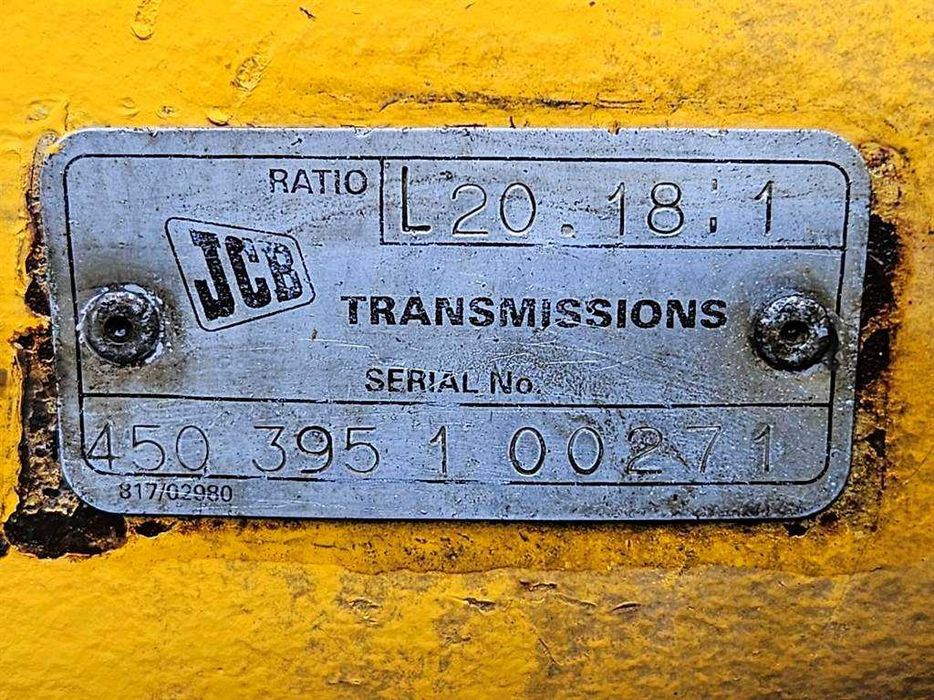 RATIO L20.18:1
JCB
TRANSMISSIONS
SERIAL No.
450 395 1 00271
817/02980